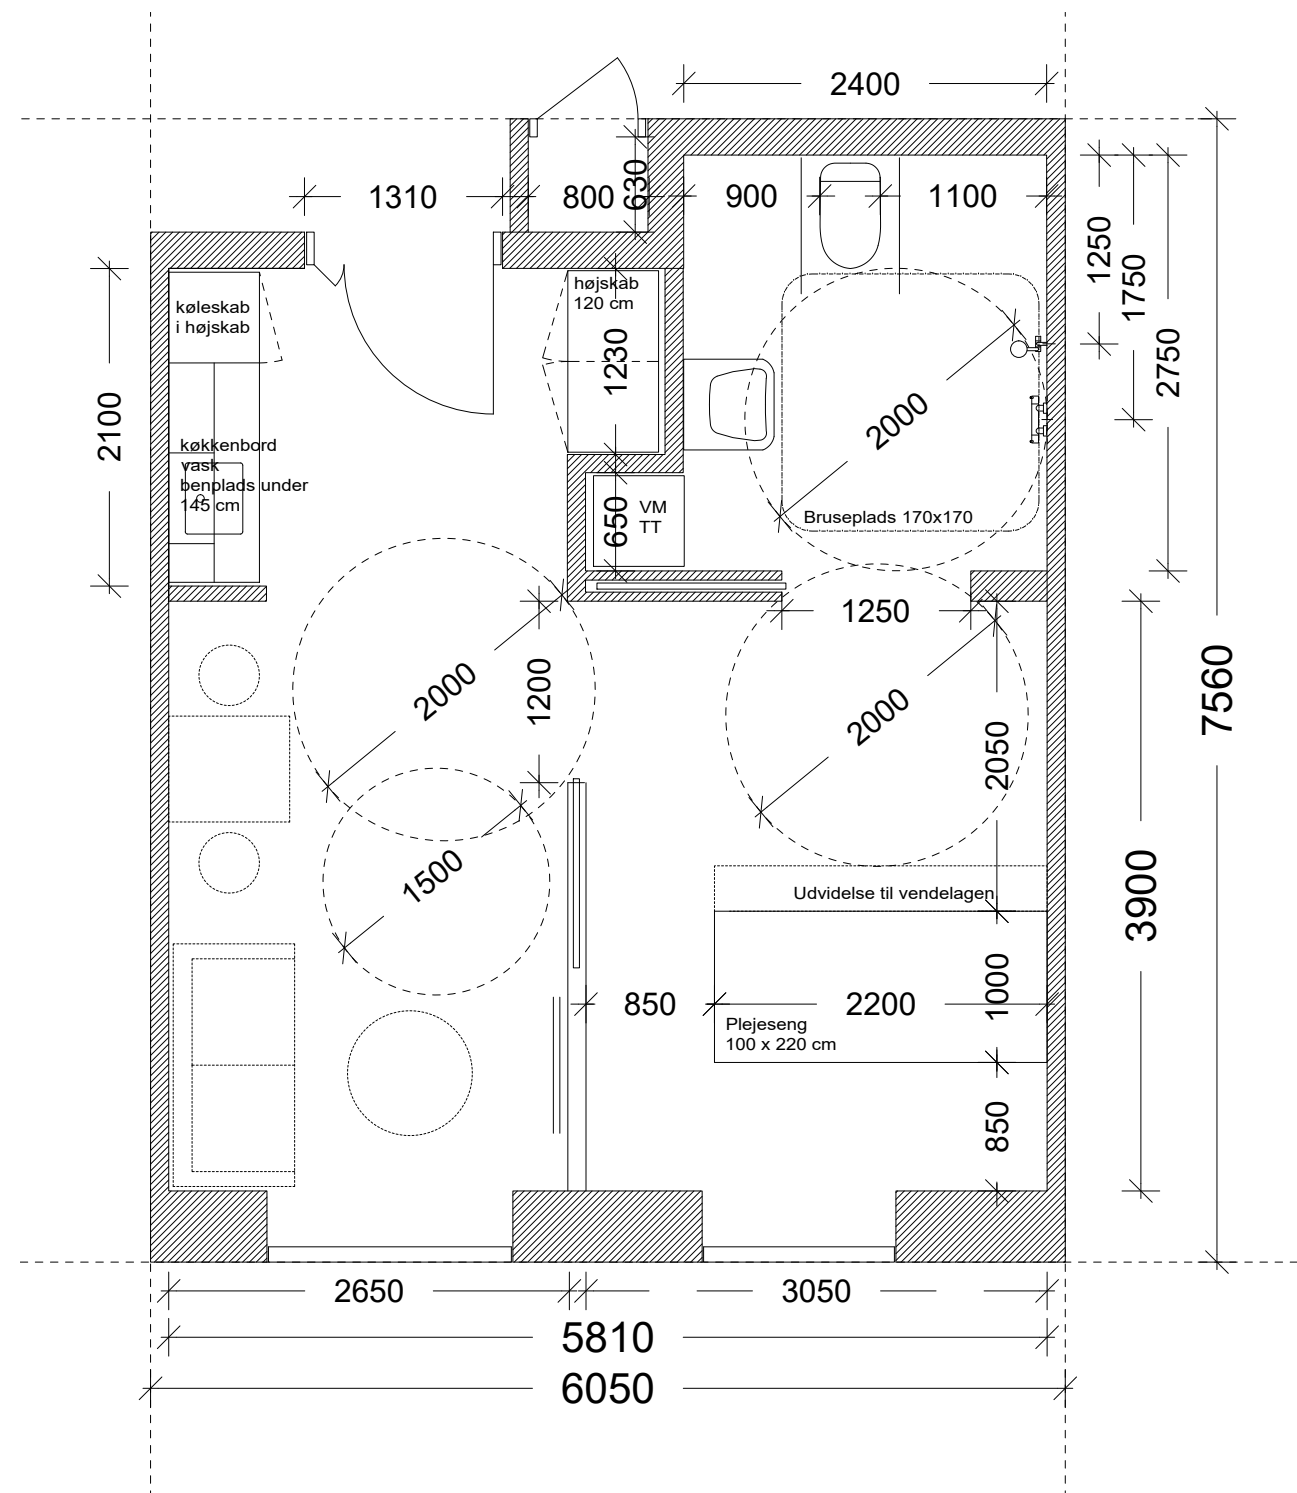 2400
1310
800
630
900
1100
1250
1750
2750
køleskab
i højskab
højskab
120 cm
1230
2100
2000
køkkenbord
vask
benplads under
145 cm
650
VM
TT
Bruseplads 170x170
1250
2000
1200
2000
2050
7560
1500
3900
Udvidelse til vendelagen
850
2200
1000
Plejeseng
100 x 220 cm
850
2650
3050
5810
6050